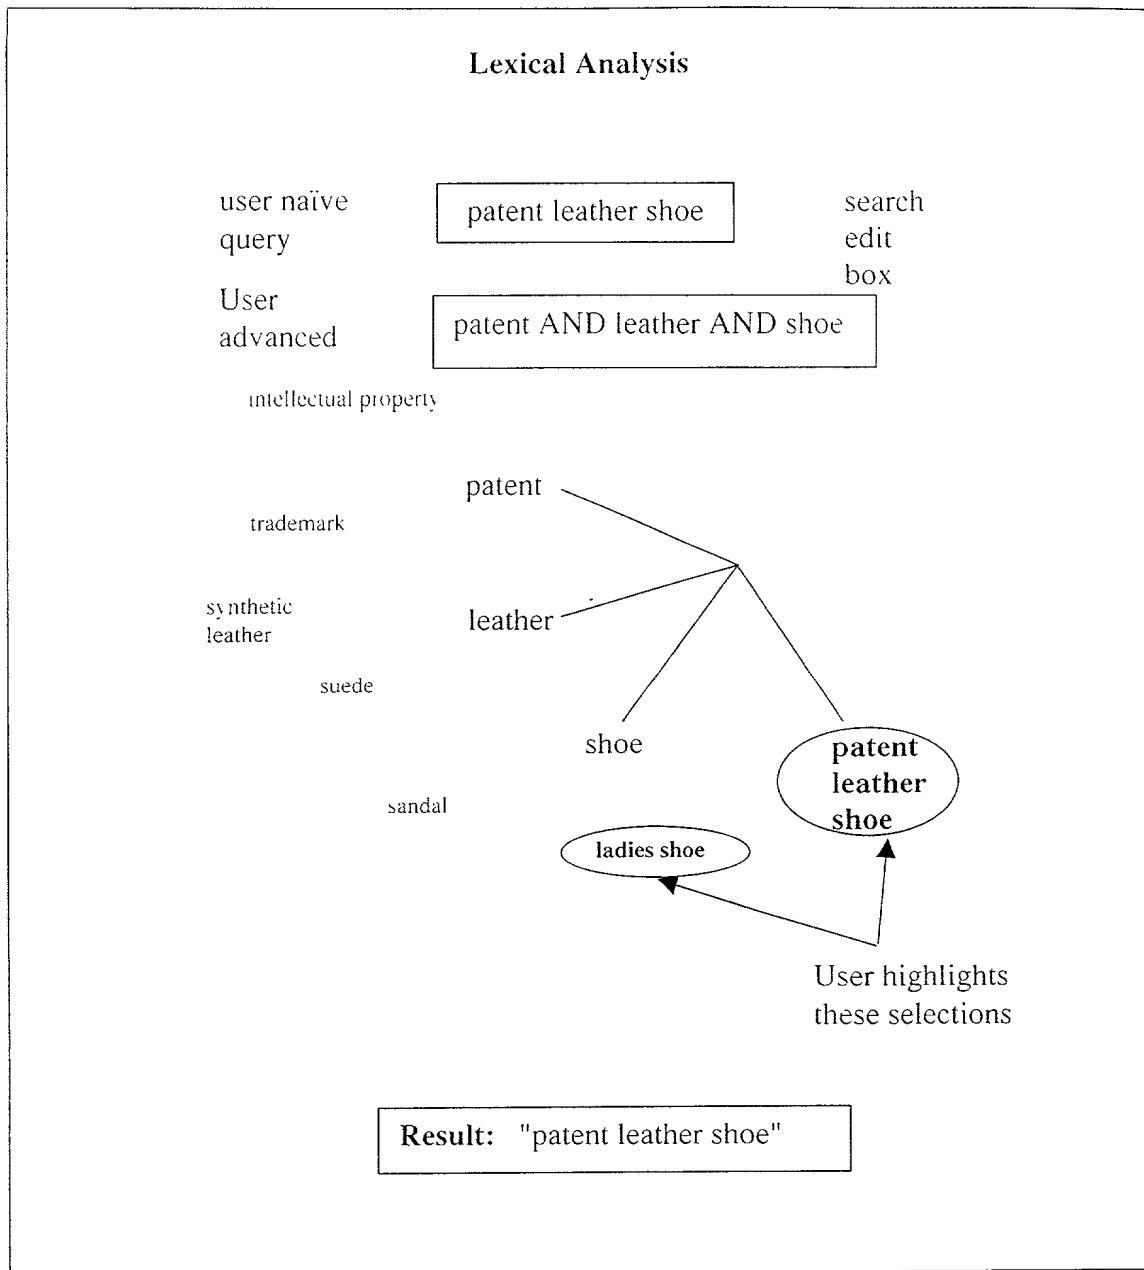 Lexical Analysis
user naïve
query
patent leather shoe
search
edit
box
User
advanced
patent AND leather AND shoe
intellectual property
patent
trademark
leather
synthetic
leather
suede
shoe
patent
leather
shoe
sandal
ladies shoe
User highlights
these selections
Result: "patent leather shoe"